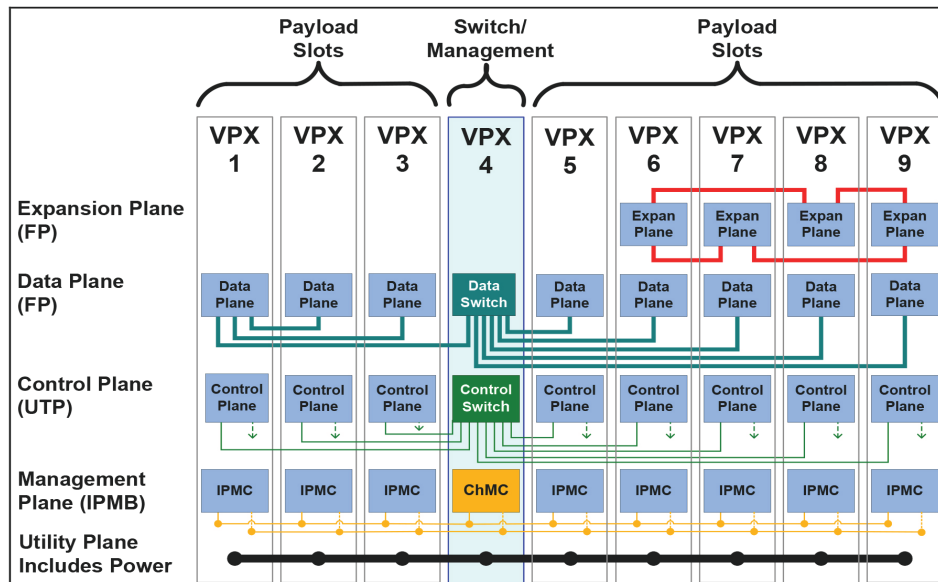 Payload
Slots
Switch/
Management
Payload
Slots
VPX
1
VPX
2
VPX
3
VPX
4
VPX
5
VPX
6
VPX
7
VPX
8
VPX
9
Expansion Plane
(FP)
Expan
Plane
Expan
Plane
Expan
Plane
Expan
Plane
Data Plane
(FP)
Data
Plane
Data
Plane
Data
Plane
Data
Switch
Data
Plane
Data
Plane
Data
Plane
Data
Plane
Data
Plane
Control Plane
(UTP)
Control
Plane
Control
Plane
Control
Plane
Control
Switch
Control
Plane
Control
Plane
Control
Plane
Control
Plane
Control
Plane
Management
Plane (IPMB)
IPMC
IPMC
IPMC
ChMC
IPMC
IPMC
IPMC
IPMC
IPMC
Utility Plane
Includes Power